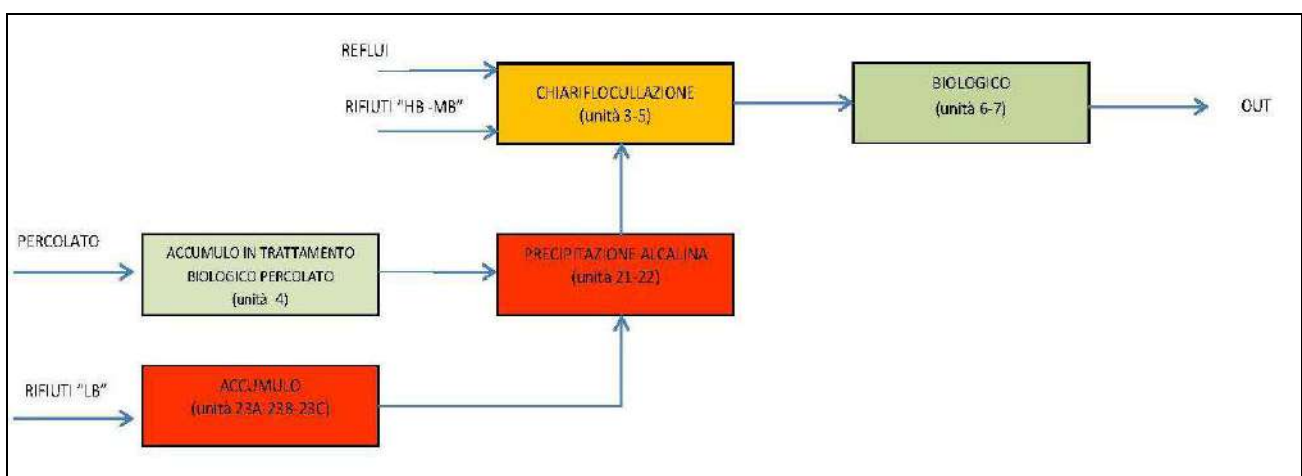 REFLUI
RIFIUTI "HB -MB"
CHIARIFLOCULLAZIONE
(unità 3-5)
BIOLOGICO
(unità 6-7)
OUT
PERCOLATO
ACCUMULO IN TRATTAMENTO
BIOLOGICO PERCOLATO
(unità 4)
PRECIPITAZIONE ALCALINA
(unità 21-22)
RIFIUTI "LB"
ACCUMULO
(unità 23A-23B-23C)